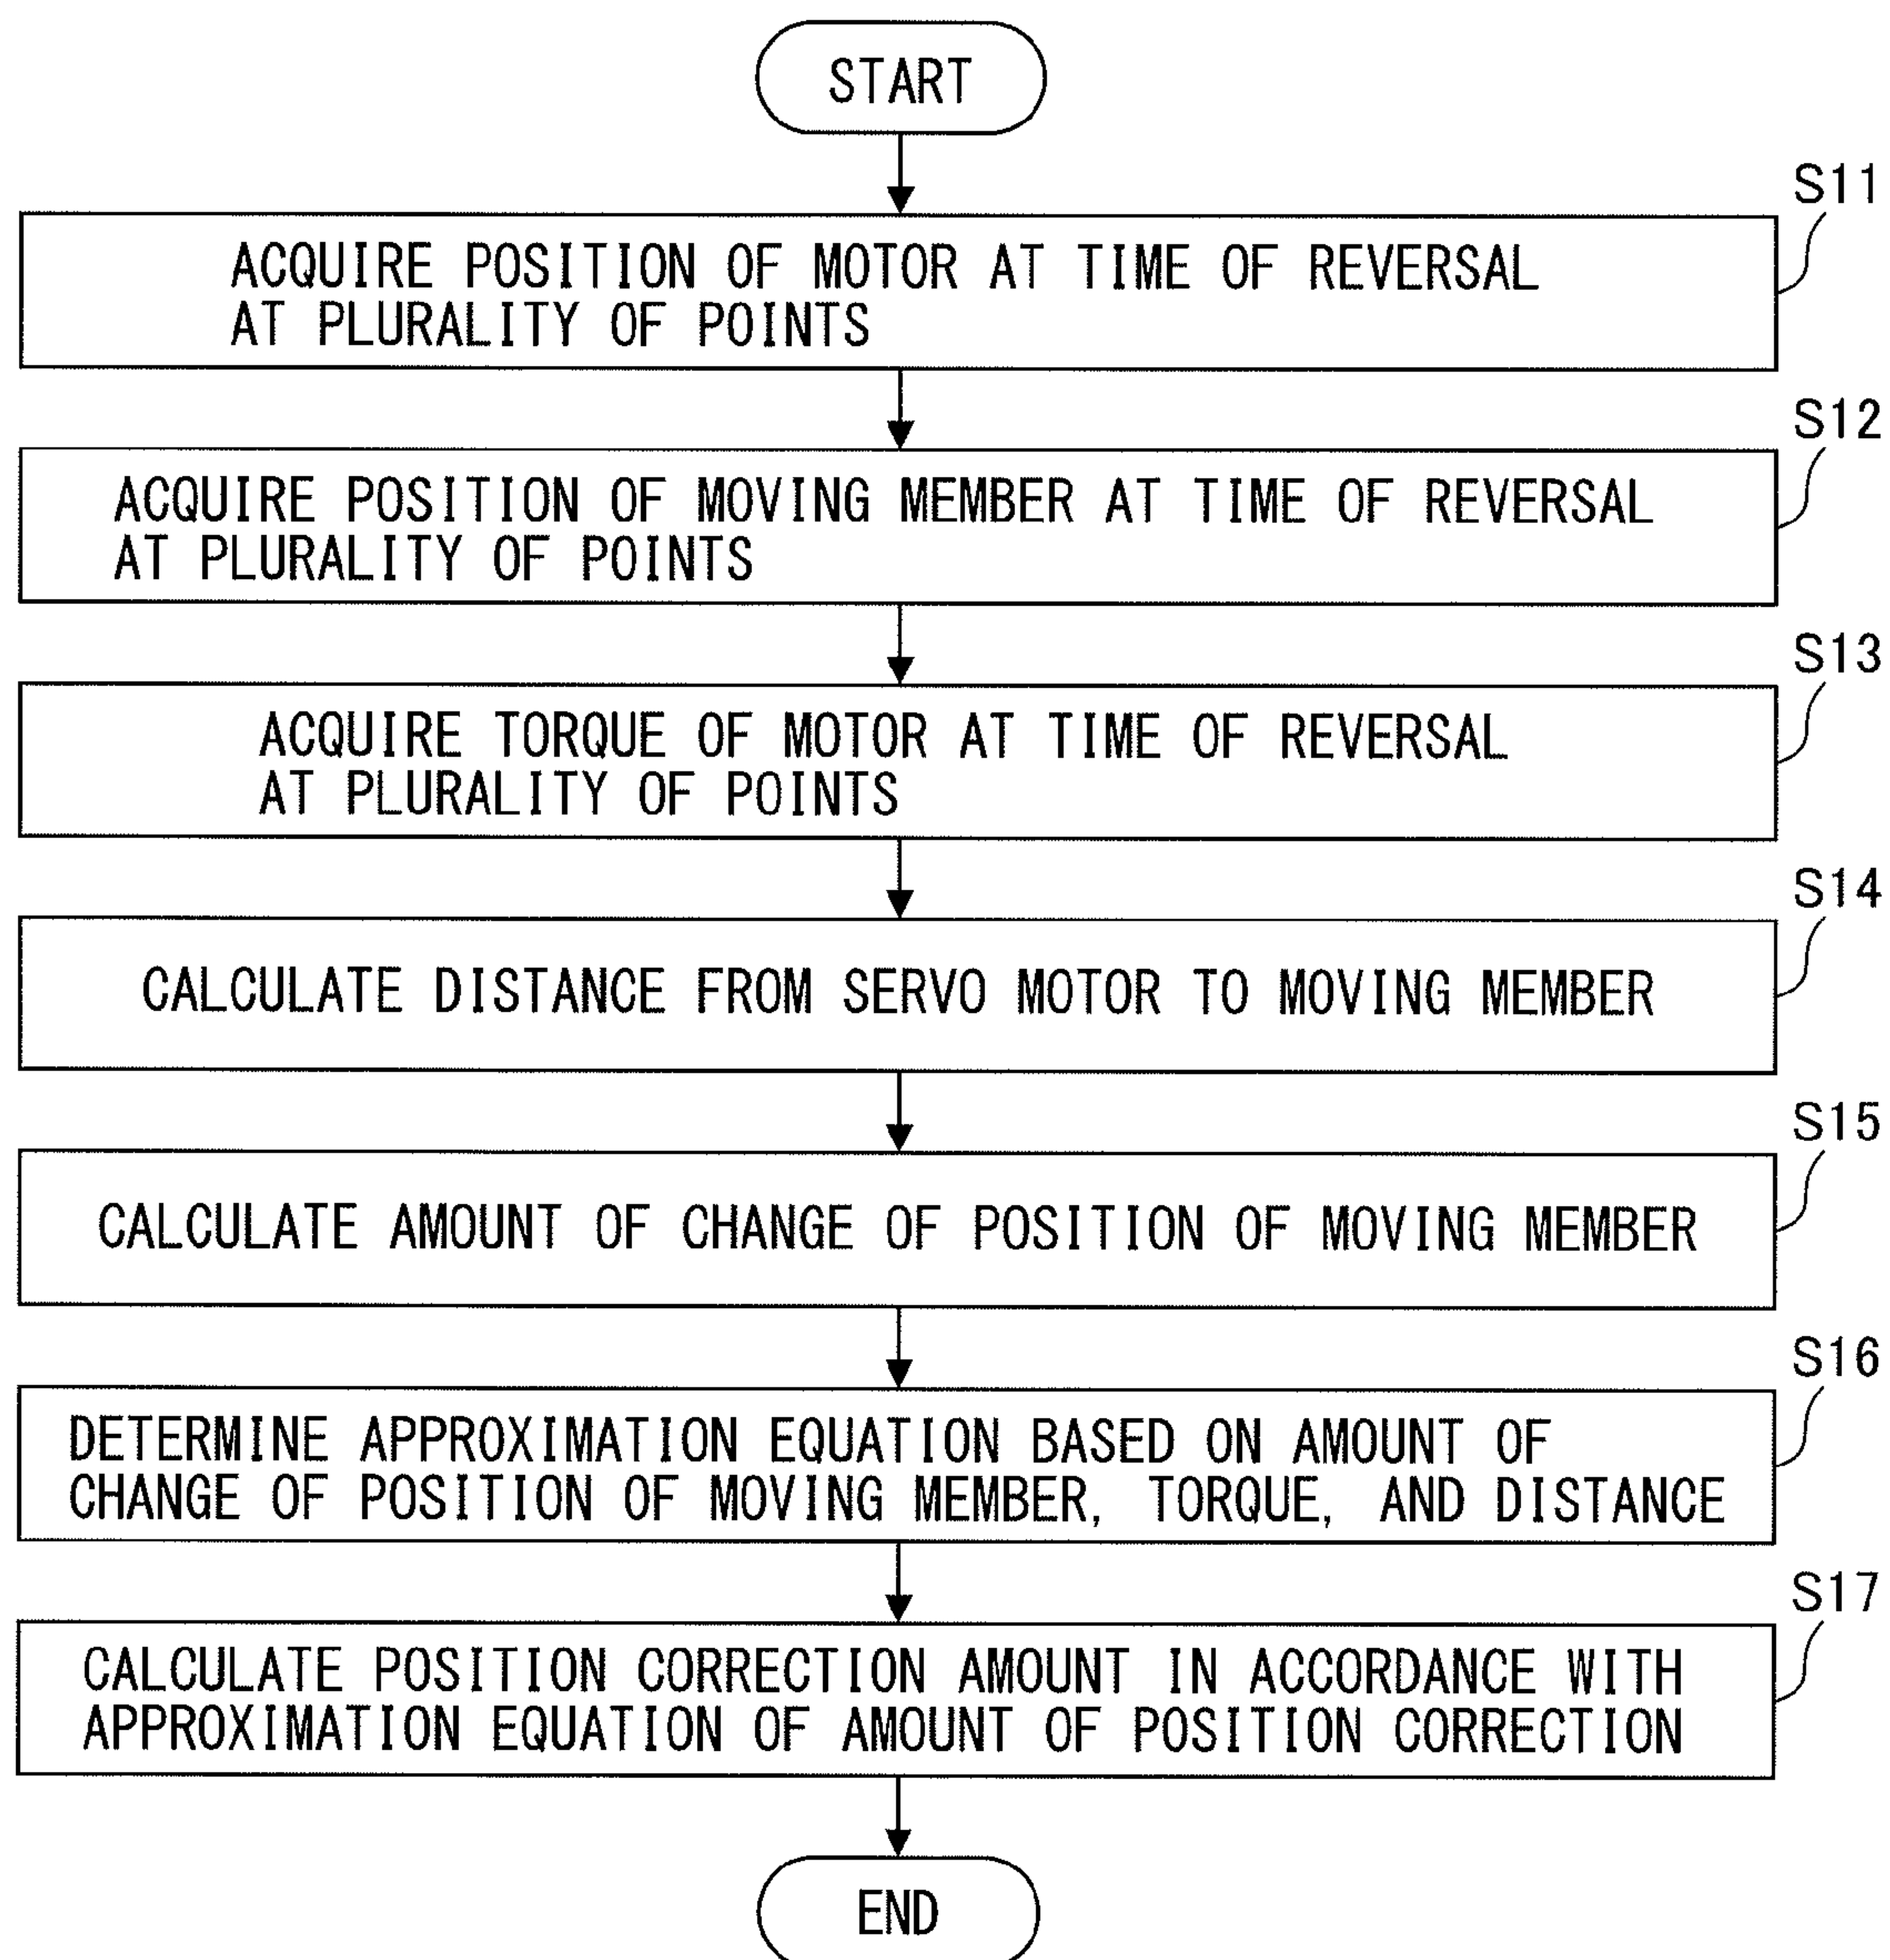 START
S11
ACQUIRE POSITION OF MOTOR AT TIME OF REVERSAL
AT PLURALITY OF POINTS
S12
ACQUIRE POSITION OF MOVING MEMBER AT TIME OF REVERSAL
AT PLURALITY OF POINTS
S13
ACQUIRE TORQUE OF MOTOR AT TIME OF REVERSAL
AT PLURALITY OF POINTS
S14
CALCULATE DISTANCE FROM SERVO MOTOR TO MOVING MEMBER
S15
CALCULATE AMOUNT OF CHANGE OF POSITION OF MOVING MEMBER
S16
DETERMINE APPROXIMATION EQUATION BASED ON AMOUNT OF
CHANGE OF POSITION OF MOVING MEMBER, TORQUE, AND DISTANCE
S17
CALCULATE POSITION CORRECTION AMOUNT IN ACCORDANCE WITH
APPROXIMATION EQUATION OF AMOUNT OF POSITION CORRECTION
END